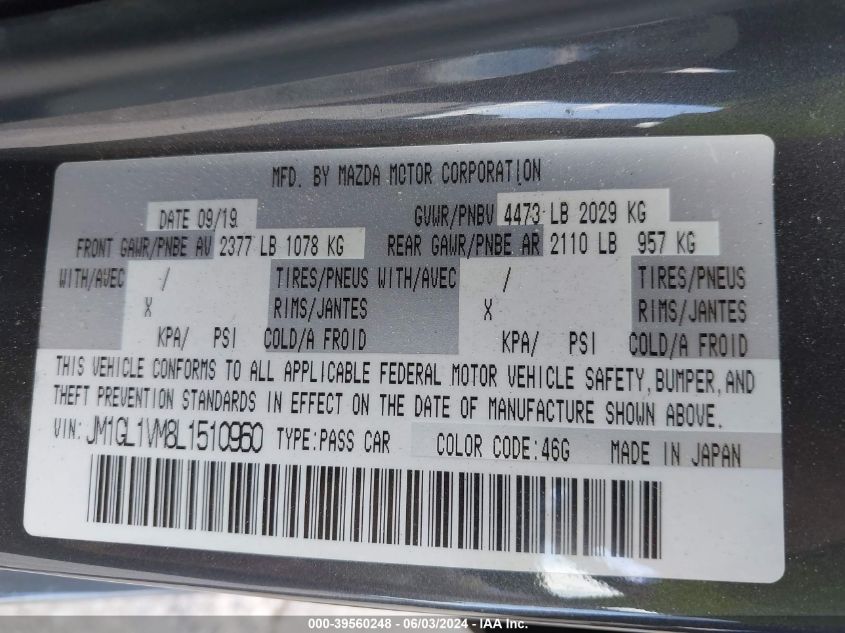 MFD. BY MAZDA MOTOR CORPORATION
DATE 09/19 GVWR/PNBV 4473 LB 2029 KG
FRONT GAWR/PNBE AV 2377 LB 1078 KG REAR GAWR/PNBE AR 2110 LB 957 KG
WITH/AVEC / TIRES/PNEUS WITH/AVEC / TIRES/PNEUS
X RIMS/JANTES X RIMS/JANTES
KPA/ PSI COLD/A FROID KPA/ PSI COLD/A FROID
THIS VEHICLE CONFORMS TO ALL APPLICABLE FEDERAL MOTOR VEHICLE SAFETY, BUMPER, AND
THEFT PREVENTION STANDARDS IN EFFECT ON THE DATE OF MANUFACTURE SHOWN ABOVE.
VIN: JM1GL1VM8L1510960 TYPE:PASS CAR COLOR CODE:46G MADE IN JAPAN
000-39560248 - 06/03/2024 - IAA Inc.